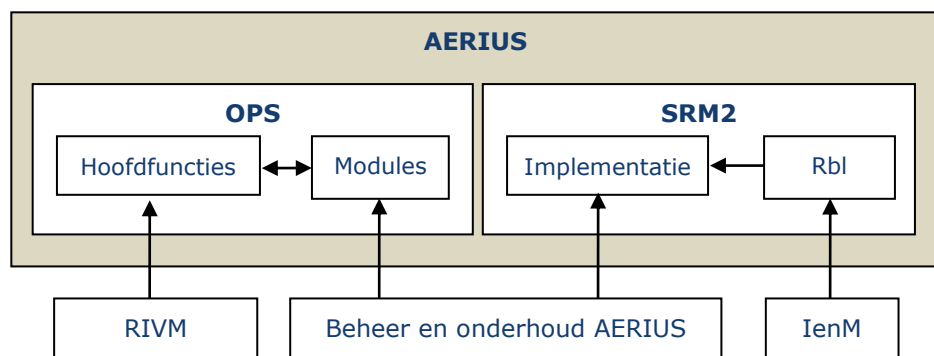 AERIUS
OPS
SRM2
Hoofdfuncties
Modules
Implementatie
Rbl
RIVM
Beheer en onderhoud AERIUS
IenM